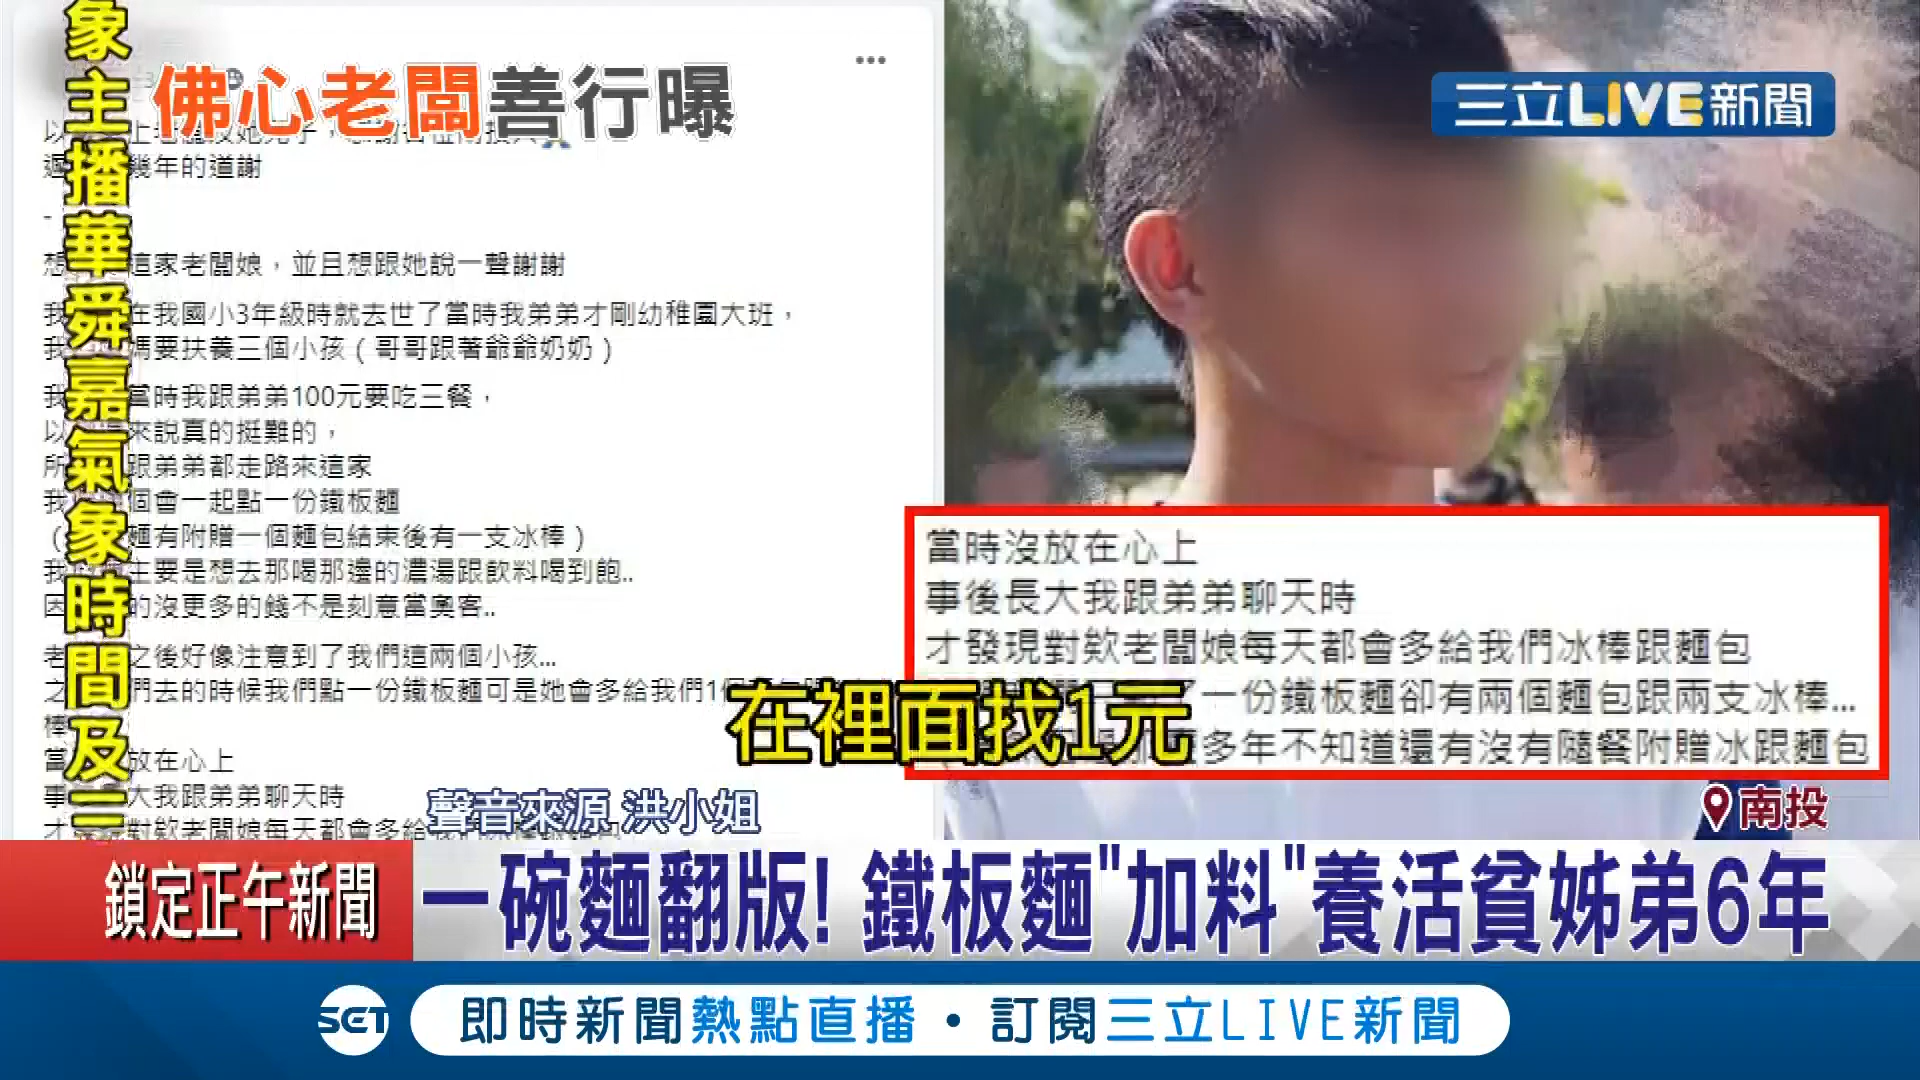 象主播華舜嘉氣象時間及三
佛心老闆善行曝
三立LIVE新聞
幾年的道謝
這家老闆娘，並且想跟她說一聲謝謝
在我國小3年級時就去世了當時我弟弟才剛幼稚園大班，
媽要扶養三個小孩（哥哥跟著爺爺奶奶）
當時我跟弟弟100元要吃三餐，
來說真的挺難的，
跟弟弟都走路來這家
個會一起點一份鐵板麵
麵有附贈一個麵包結束後有一支冰棒）
主要是想去那喝那邊的濃湯跟飲料喝到飽..
的沒更多的錢不是刻意當奧客..
之後好像注意到了我們這兩個小孩...
們去的時候我們點一份鐵板麵可是她會多給我們1個
棒
放在心上
大我跟弟弟聊天時
對欸老闆娘每天都會多給
當時沒放在心上
事後長大我跟弟弟聊天時
才發現對欸老闆娘每天都會多給我們冰棒跟麵包
了一份鐵板麵卻有兩個麵包跟兩支冰棒...
多年不知道還有沒有隨餐附贈冰跟麵包
在裡面找1元
聲音來源 洪小姐
南投
鎖定正午新聞
一碗麵翻版! 鐵板麵"加料"養活貧姊弟6年
SET
即時新聞熱點直播・訂閱三立LIVE新聞